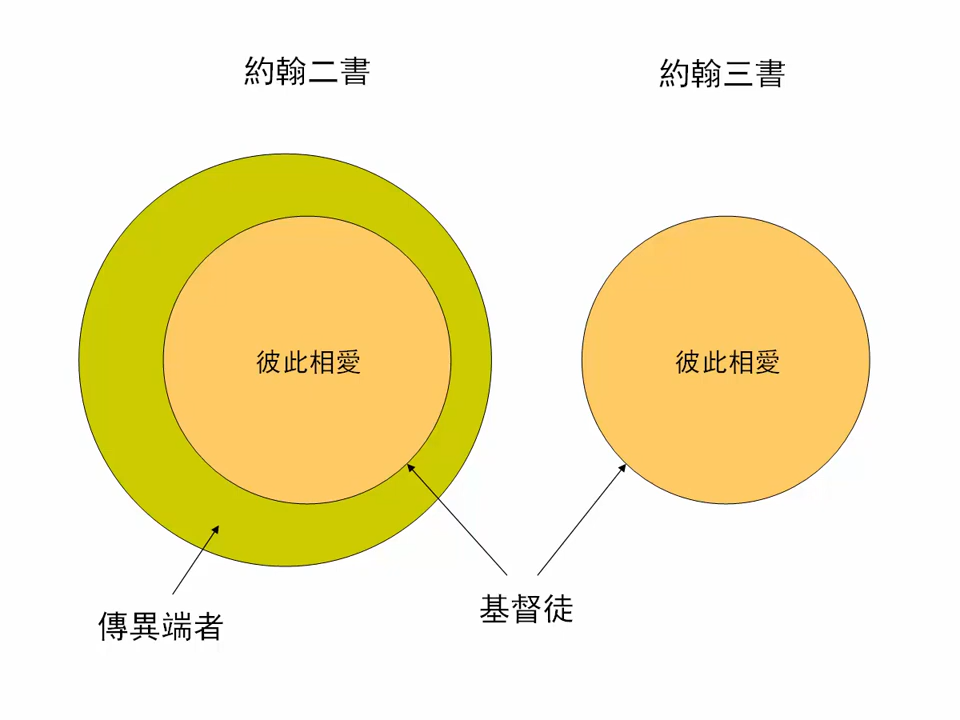 約翰二書
約翰三書
彼此相愛
彼此相愛
基督徒
傳異端者